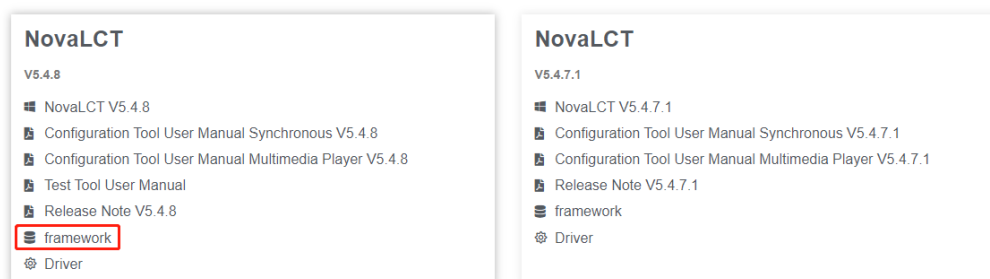 NovaLCT
V5.4.8
NovaLCT V5.4.8
Configuration Tool User Manual Synchronous V5.4.8
Configuration Tool User Manual Multimedia Player V5.4.8
Test Tool User Manual
Release Note V5.4.8
framework
Driver
NovaLCT
V5.4.7.1
NovaLCT V5.4.7.1
Configuration Tool User Manual Synchronous V5.4.7.1
Configuration Tool User Manual Multimedia Player V5.4.7.1
Release Note V5.4.7.1
framework
Driver